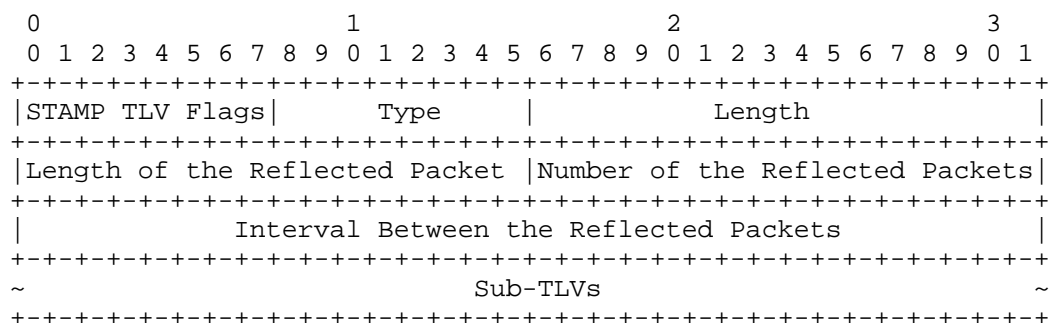 0                   1                   2                   3
 0 1 2 3 4 5 6 7 8 9 0 1 2 3 4 5 6 7 8 9 0 1 2 3 4 5 6 7 8 9 0 1
+-+-+-+-+-+-+-+-+-+-+-+-+-+-+-+-+-+-+-+-+-+-+-+-+-+-+-+-+-+-+-+-+
|STAMP TLV Flags|      Type     |           Length              |
+-+-+-+-+-+-+-+-+-+-+-+-+-+-+-+-+-+-+-+-+-+-+-+-+-+-+-+-+-+-+-+-+
|Length of the Reflected Packet |Number of the Reflected Packets|
+-+-+-+-+-+-+-+-+-+-+-+-+-+-+-+-+-+-+-+-+-+-+-+-+-+-+-+-+-+-+-+-+
|             Interval Between the Reflected Packets            |
+-+-+-+-+-+-+-+-+-+-+-+-+-+-+-+-+-+-+-+-+-+-+-+-+-+-+-+-+-+-+-+-+
~                            Sub-TLVs                           ~
+-+-+-+-+-+-+-+-+-+-+-+-+-+-+-+-+-+-+-+-+-+-+-+-+-+-+-+-+-+-+-+-+